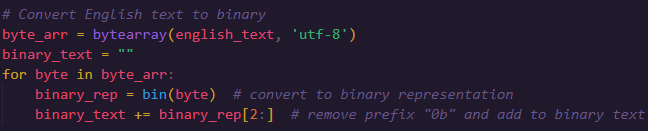 # Convert English text to binary
byte_arr = bytearray(english_text, 'utf-8')
binary_text = ""
for byte in byte_arr:
    binary_rep = bin(byte)  # convert to binary representation
    binary_text += binary_rep[2:]  # remove prefix "0b" and add to binary text